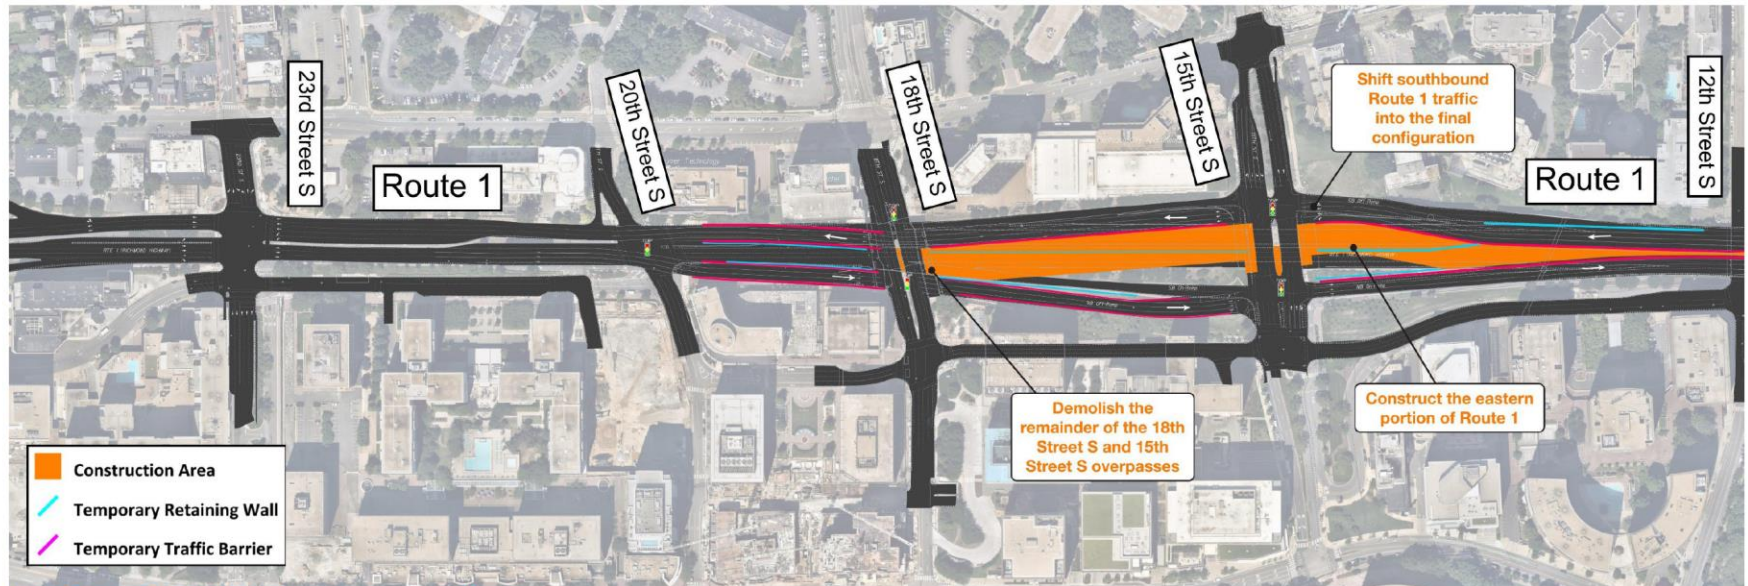 23rd Street S
20th Street S
18th Street S
15th Street S
12th Street S
Route 1
Route 1
Shift southbound
Route 1 traffic
into the final
configuration
Demolish the
remainder of the 18th
Street S and 15th
Street S overpasses
Construct the eastern
portion of Route 1
Construction Area
Temporary Retaining Wall
Temporary Traffic Barrier